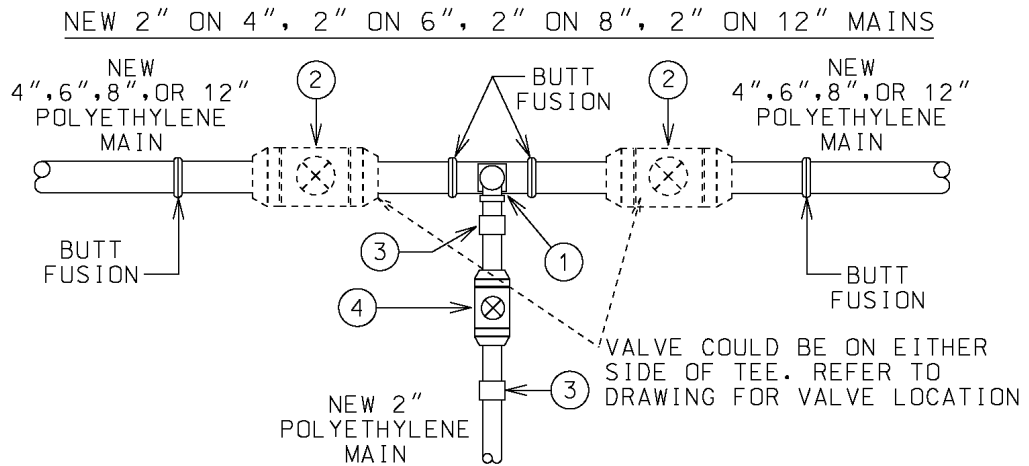 NEW 2" ON 4", 2" ON 6", 2" ON 8", 2" ON 12" MAINS
NEW
4",6",8",OR 12"
POLYETHYLENE
MAIN
2
BUTT
FUSION
2
NEW
4",6",8",OR 12"
POLYETHYLENE
MAIN
BUTT
FUSION
3
1
BUTT
FUSION
4
VALVE COULD BE ON EITHER
SIDE OF TEE. REFER TO
DRAWING FOR VALVE LOCATION
3
NEW 2"
POLYETHYLENE
MAIN